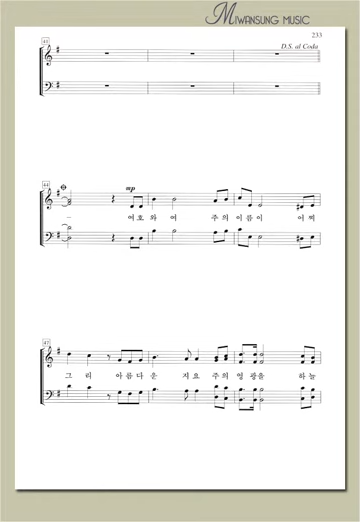 MIWANSUNG MUSIC
233
41
D.S. al Coda
44
mp
여호 와 여 주의 이름이 어찌
47
그 리 아름다 운 지요 주의 영 광을 하늘